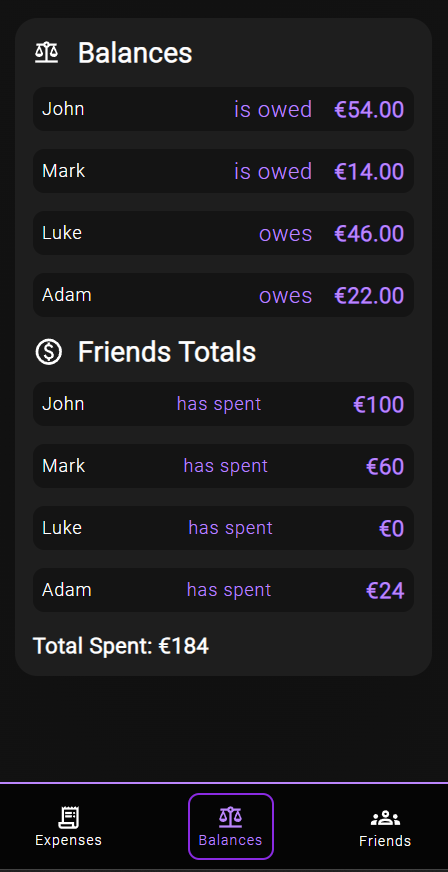 Balances
John is owed €54.00
Mark is owed €14.00
Luke owes €46.00
Adam owes €22.00
Friends Totals
John has spent €100
Mark has spent €60
Luke has spent €0
Adam has spent €24
Total Spent: €184
Expenses Balances Friends